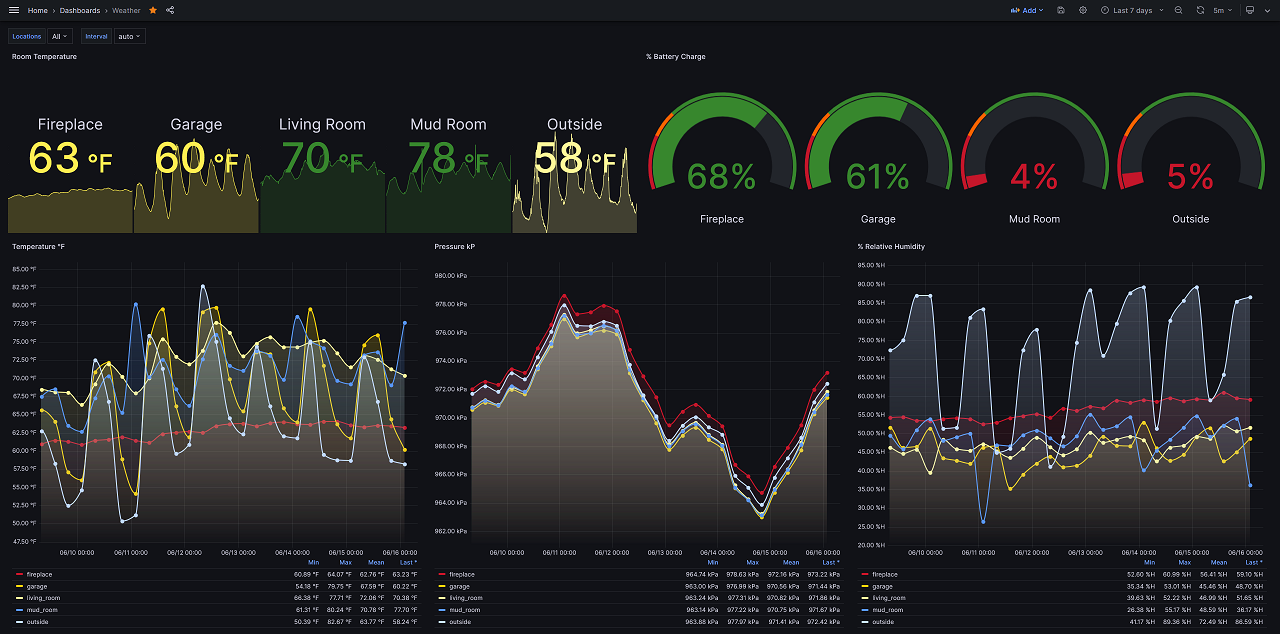 Home › Dashboards › Weather
Add Last 7 days 5m
Locations All Interval auto
Room Temperature
% Battery Charge
Fireplace Garage Living Room Mud Room Outside
63 °F 60 °F 70 °F 78 °F 58 °F
68% 61% 4% 5%
Fireplace Garage Mud Room Outside
Temperature °F
85.00 °F
82.50 °F
80.00 °F
77.50 °F
75.00 °F
72.50 °F
70.00 °F
67.50 °F
65.00 °F
62.50 °F
60.00 °F
57.50 °F
55.00 °F
52.50 °F
50.00 °F
47.50 °F
06/10 00:00 06/11 00:00 06/12 00:00 06/13 00:00 06/14 00:00 06/15 00:00 06/16 00:00
Min Max Mean Last *
fireplace 60.89 °F 64.07 °F 62.76 °F 63.23 °F
garage 54.18 °F 79.75 °F 67.59 °F 60.22 °F
living_room 66.38 °F 77.71 °F 72.08 °F 70.38 °F
mud_room 61.31 °F 80.24 °F 70.78 °F 77.70 °F
outside 50.39 °F 82.67 °F 63.77 °F 58.24 °F
Pressure kP
980.00 kPa
978.00 kPa
976.00 kPa
974.00 kPa
972.00 kPa
970.00 kPa
968.00 kPa
966.00 kPa
964.00 kPa
962.00 kPa
06/10 00:00 06/11 00:00 06/12 00:00 06/13 00:00 06/14 00:00 06/15 00:00 06/16 00:00
Min Max Mean Last *
fireplace 964.74 kPa 978.63 kPa 972.16 kPa 973.22 kPa
garage 963.00 kPa 976.99 kPa 970.56 kPa 971.44 kPa
living_room 963.24 kPa 977.31 kPa 970.82 kPa 971.86 kPa
mud_room 963.14 kPa 977.22 kPa 970.75 kPa 971.67 kPa
outside 963.88 kPa 977.97 kPa 971.41 kPa 972.42 kPa
% Relative Humidity
95.00 %H
90.00 %H
85.00 %H
80.00 %H
75.00 %H
70.00 %H
65.00 %H
60.00 %H
55.00 %H
50.00 %H
45.00 %H
40.00 %H
35.00 %H
30.00 %H
25.00 %H
20.00 %H
06/10 00:00 06/11 00:00 06/12 00:00 06/13 00:00 06/14 00:00 06/15 00:00 06/16 00:00
Min Max Mean Last *
fireplace 52.60 %H 60.99 %H 56.41 %H 59.10 %H
garage 35.34 %H 53.01 %H 45.46 %H 48.70 %H
living_room 39.63 %H 52.22 %H 46.99 %H 51.65 %H
mud_room 26.38 %H 55.17 %H 48.59 %H 36.17 %H
outside 41.17 %H 89.36 %H 72.49 %H 86.59 %H